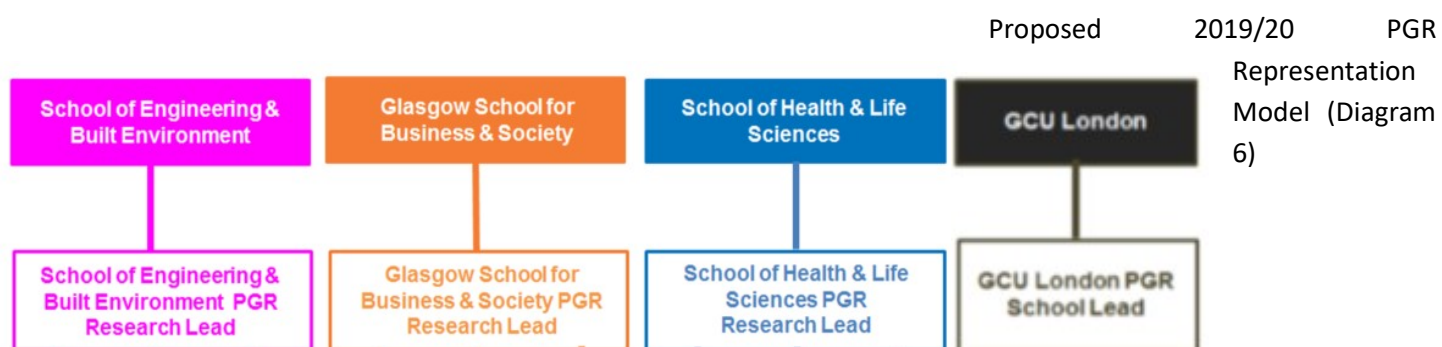 Proposed 2019/20 PGR
Representation
Model (Diagram
6)
School of Engineering &
Built Environment
Glasgow School for
Business & Society
School of Health & Life
Sciences
GCU London
School of Engineering &
Built Environment PGR
Research Lead
Glasgow School for
Business & Society PGR
Research Lead
School of Health & Life
Sciences PGR
Research Lead
GCU London PGR
School Lead